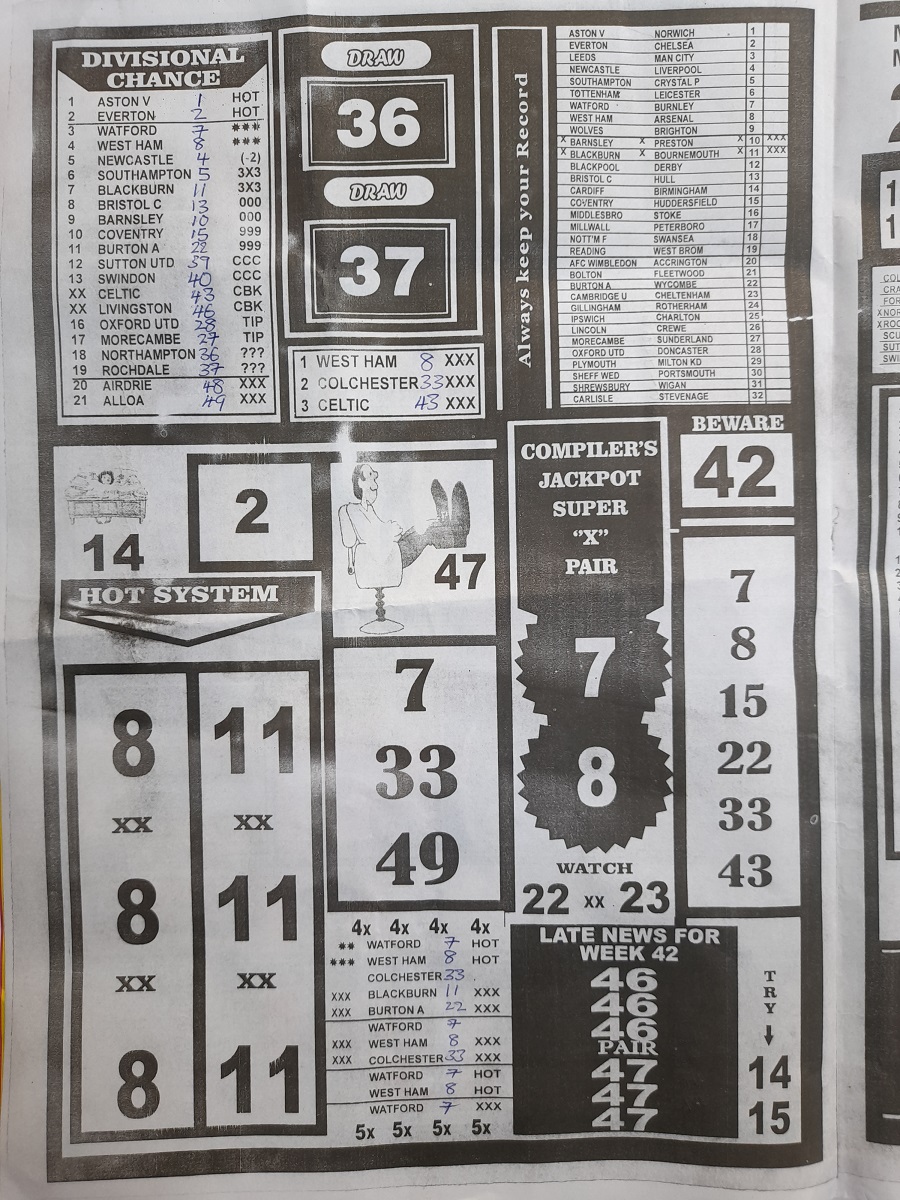 DIVISIONAL
CHANCE
1 ASTON V 1 HOT
2 EVERTON 2 HOT
3 WATFORD 7 ***
4 WEST HAM 8 ***
5 NEWCASTLE 4 (-2)
6 SOUTHAMPTON 5 3X3
7 BLACKBURN 11 3X3
8 BRISTOL C 13 000
9 BARNSLEY 10 000
10 COVENTRY 15 999
11 BURTON A 22 999
12 SUTTON UTD 39 CCC
13 SWINDON 40 CCC
XX CELTIC 43 CBK
XX LIVINGSTON 46 CBK
16 OXFORD UTD 28 TIP
17 MORECAMBE 27 TIP
18 NORTHAMPTON 36 ???
19 ROCHDALE 37 ???
20 AIRDRIE 48 XXX
21 ALLOA 49 XXX
DRAW
36
DRAW
37
1 WEST HAM 8 XXX
2 COLCHESTER 33 XXX
3 CELTIC 43 XXX
Always keep your Record
ASTON V NORWICH 1
EVERTON CHELSEA 2
LEEDS MAN CITY 3
NEWCASTLE LIVERPOOL 4
SOUTHAMPTON CRYSTAL P 5
TOTTENHAM LEICESTER 6
WATFORD BURNLEY 7
WEST HAM ARSENAL 8
WOLVES BRIGHTON 9
X BARNSLEY X PRESTON X 10 XXX
X BLACKBURN X BOURNEMOUTH X 11 XXX
BLACKPOOL DERBY 12
BRISTOL C HULL 13
CARDIFF BIRMINGHAM 14
COVENTRY HUDDERSFIELD 15
MIDDLESBRO STOKE 16
MILLWALL PETERBORO 17
NOTT'M F SWANSEA 18
READING WEST BROM 19
AFC WIMBLEDON ACCRINGTON 20
BOLTON FLEETWOOD 21
BURTON A WYCOMBE 22
CAMBRIDGE U CHELTENHAM 23
GILLINGHAM ROTHERHAM 24
IPSWICH CHARLTON 25
LINCOLN CREWE 26
MORECAMBE SUNDERLAND 27
OXFORD UTD DONCASTER 28
PLYMOUTH MILTON KD 29
SHEFF WED PORTSMOUTH 30
SHREWSBURY WIGAN 31
CARLISLE STEVENAGE 32
14
2
47
COMPILER'S
JACKPOT
SUPER
"X"
PAIR
7
8
WATCH
22 XX 23
BEWARE
42
7
8
15
22
33
43
HOT SYSTEM
8 11
XX XX
8 11
XX XX
8 11
7
33
49
4x 4x 4x 4x
** WATFORD 7 HOT
*** WEST HAM 8 HOT
COLCHESTER 33
XXX BLACKBURN 11 XXX
XXX BURTON A 22 XXX
WATFORD 7
XXX WEST HAM 8 XXX
XXX COLCHESTER 33 XXX
WATFORD 7 HOT
WEST HAM 8 HOT
WATFORD 7 XXX
5x 5x 5x 5x
LATE NEWS FOR
WEEK 42
46
46
46
PAIR
47
47
47
TRY
14
15